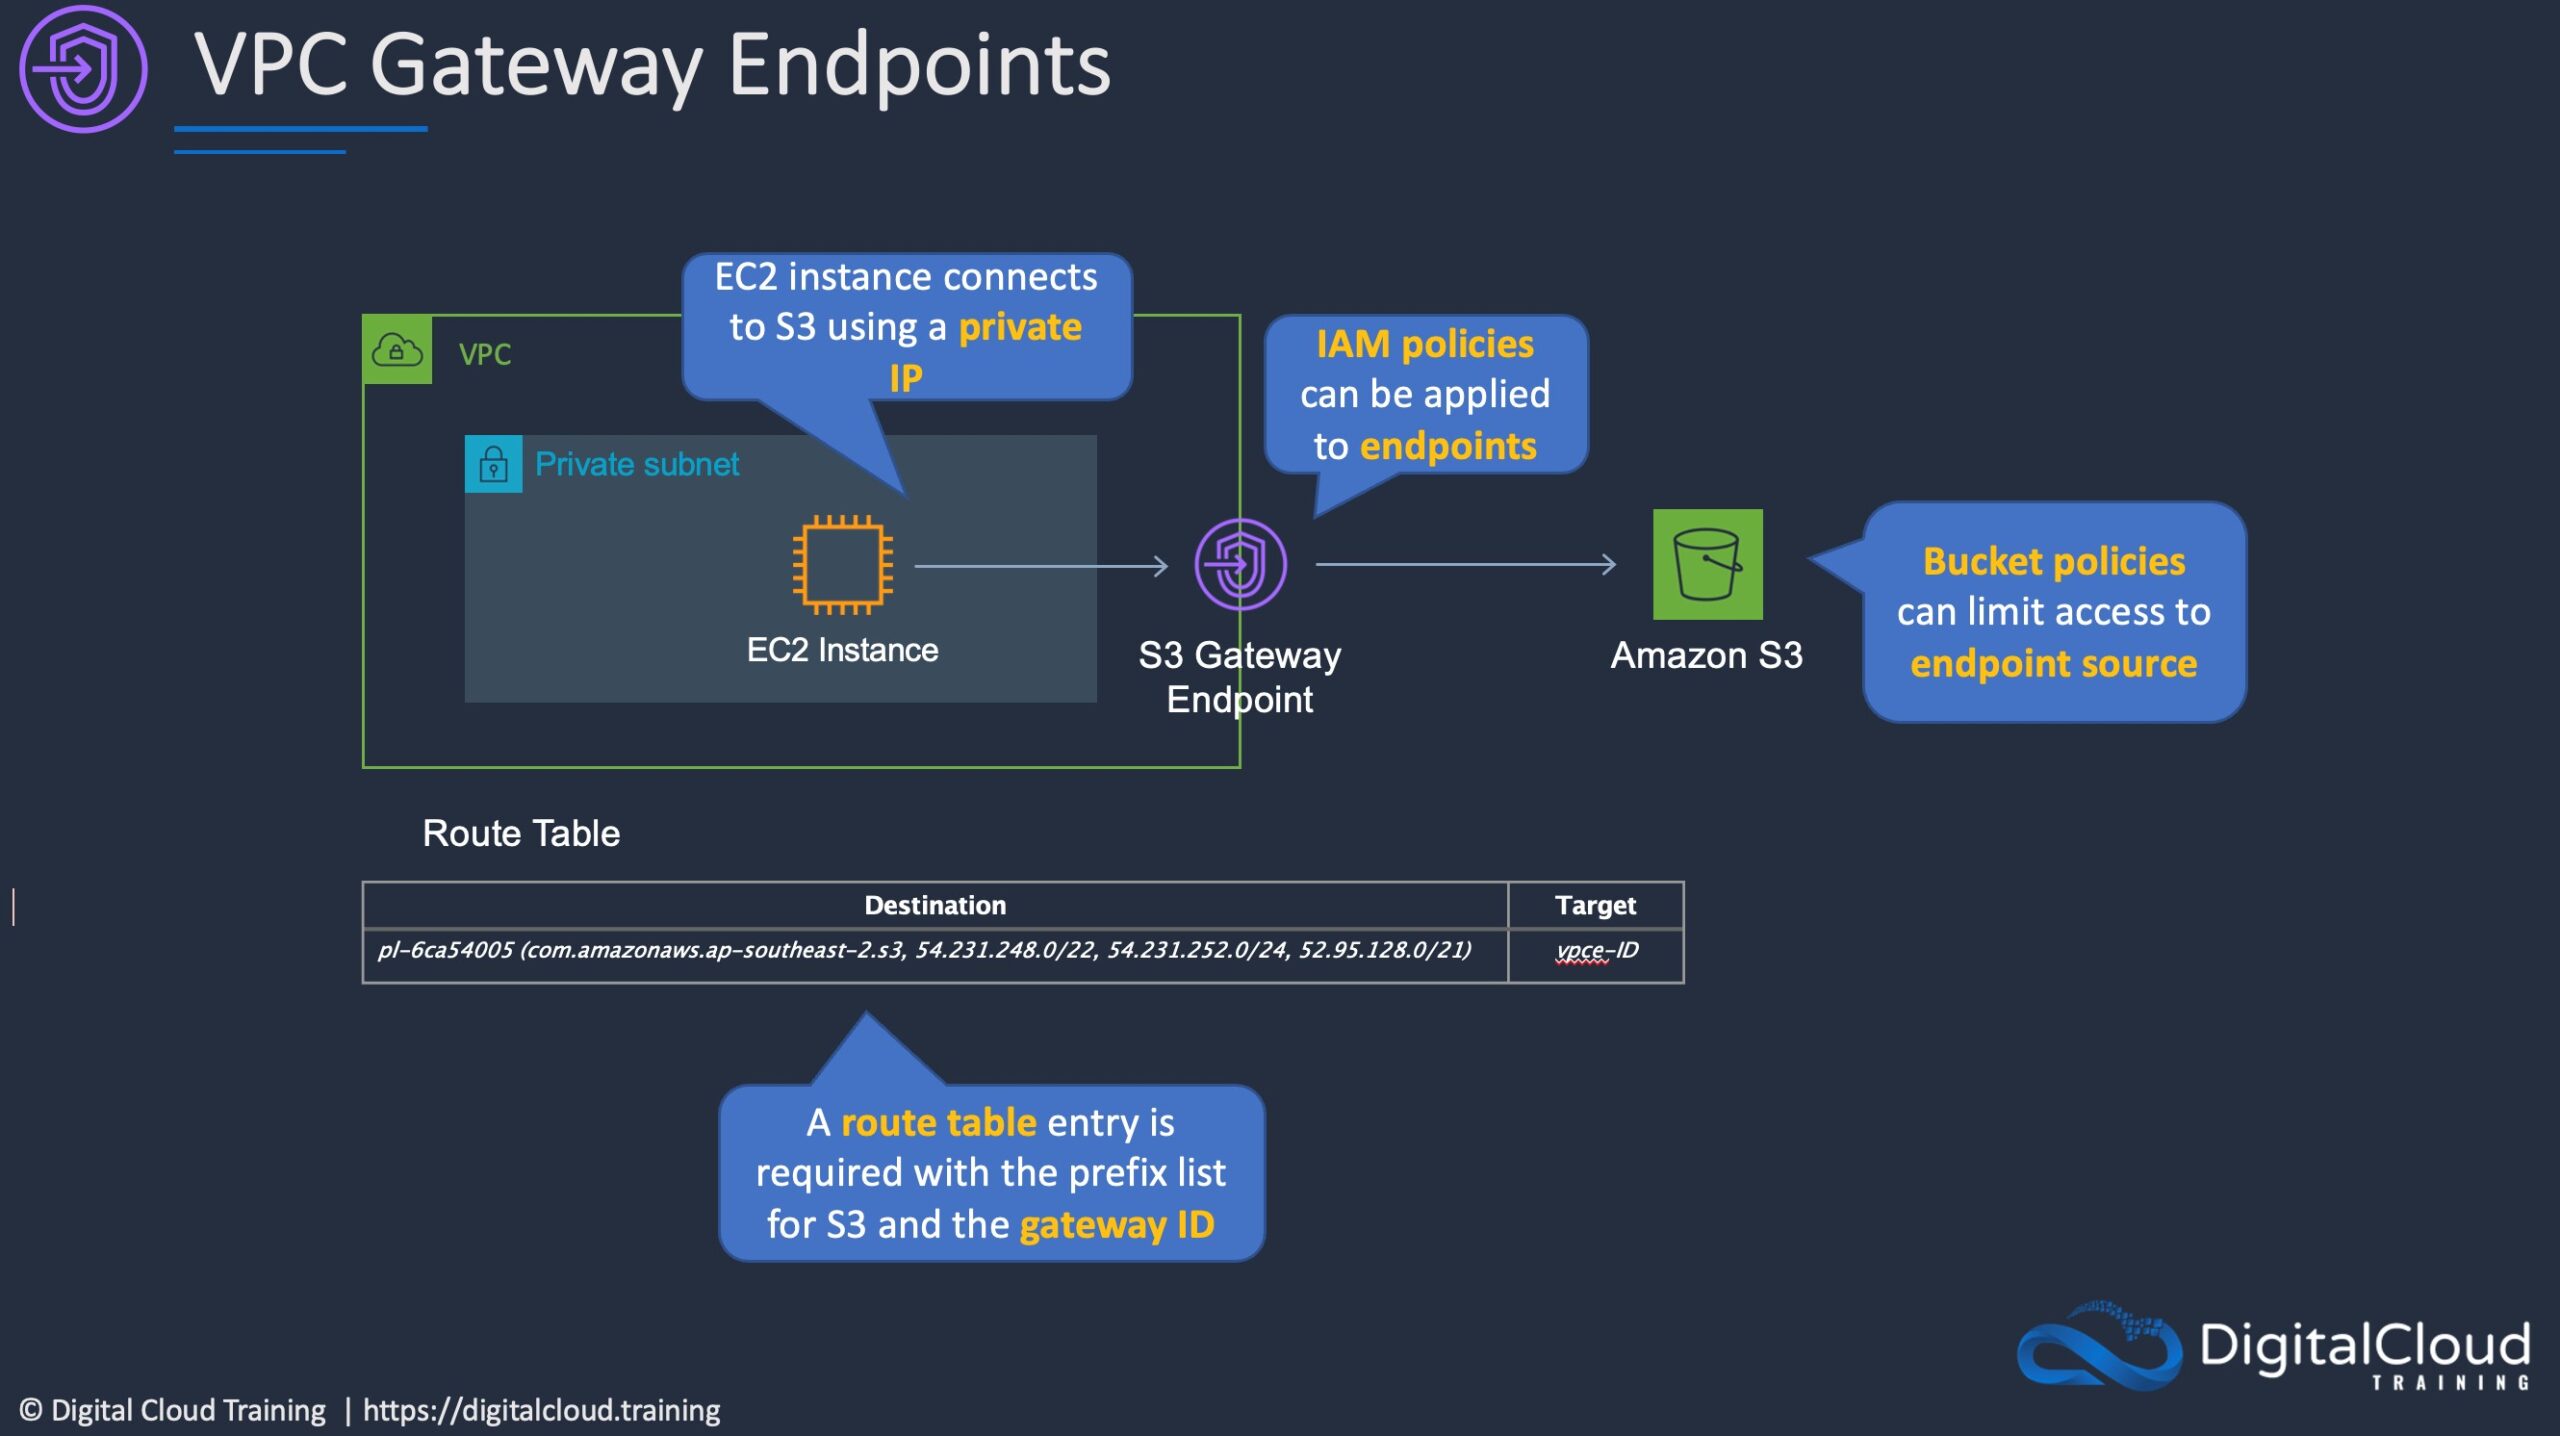 VPC Gateway Endpoints
EC2 instance connects
to S3 using a private
IP
IAM policies
can be applied
to endpoints
VPC
Private subnet
EC2 Instance
S3 Gateway
Endpoint
Amazon S3
Bucket policies
can limit access to
endpoint source
Route Table
Destination Target
pl-6ca54005 (com.amazonaws.ap-southeast-2.s3, 54.231.248.0/22, 54.231.252.0/24, 52.95.128.0/21) vpce-ID
A route table entry is
required with the prefix list
for S3 and the gateway ID
DigitalCloud
TRAINING
© Digital Cloud Training | https://digitalcloud.training